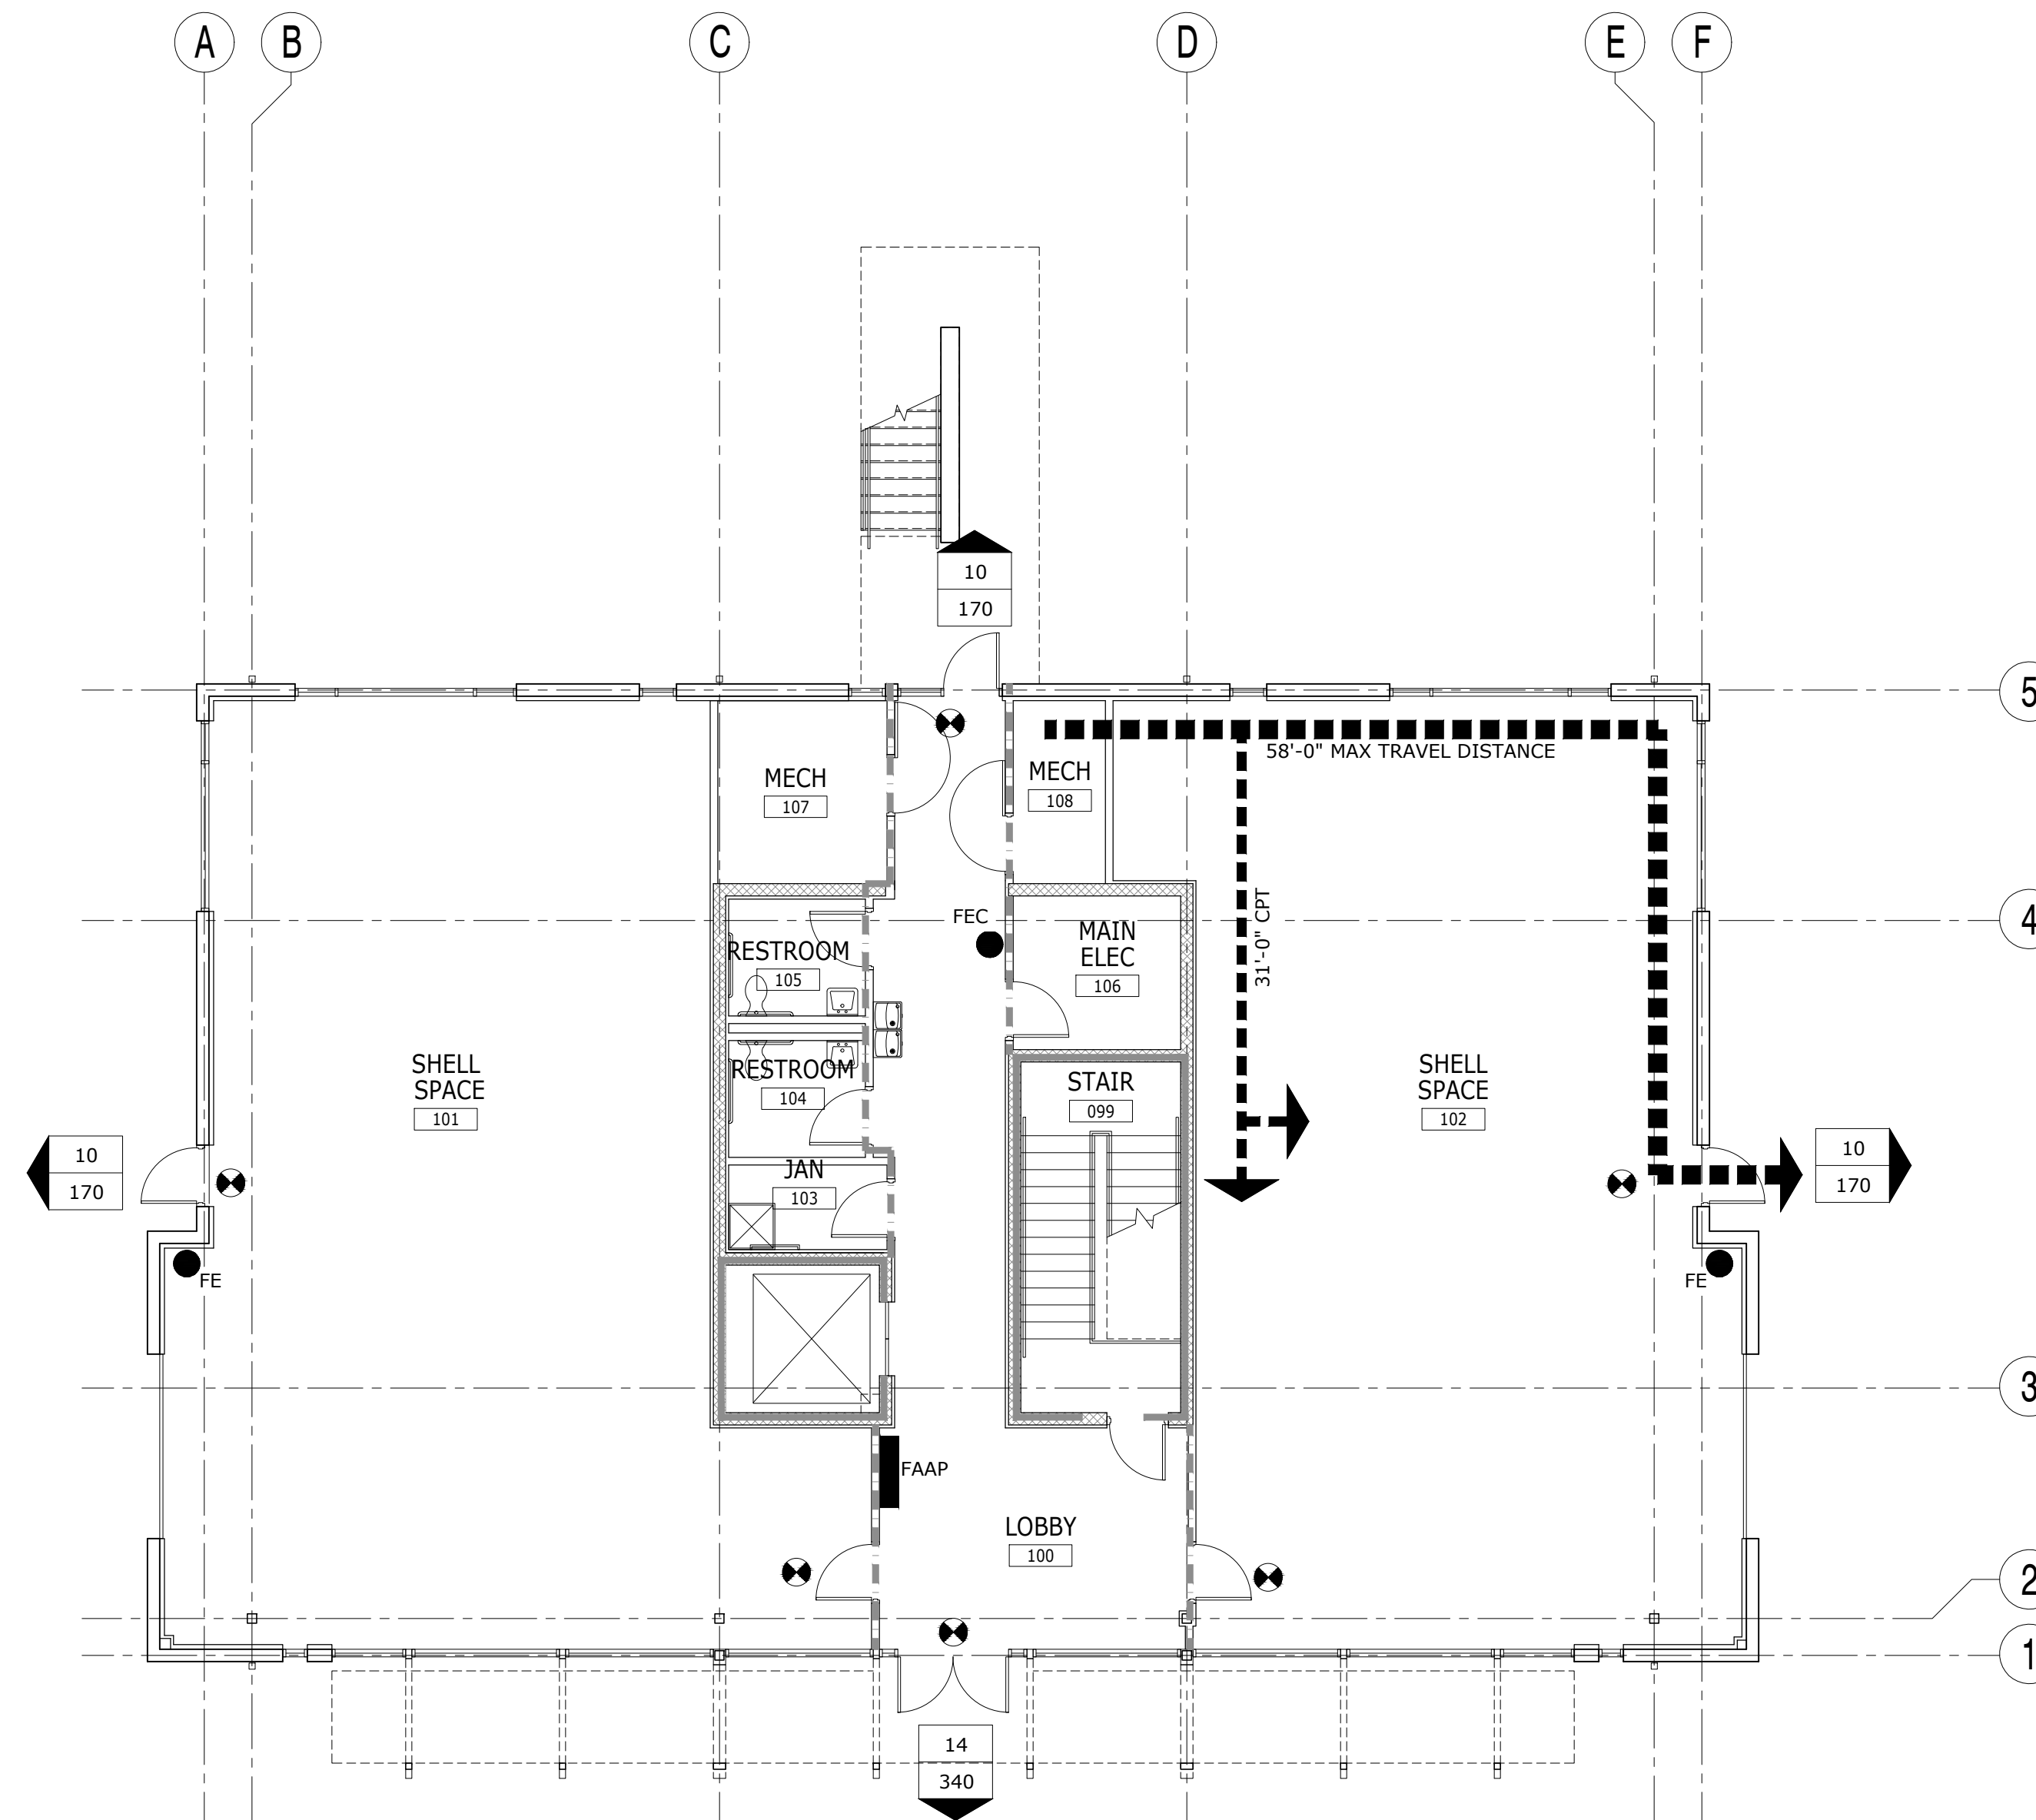 A
B
C
D
E
F
10
170
5
58'-0" MAX TRAVEL DISTANCE
MECH
107
MECH
108
4
FEC
31'-0" CPT
MAIN
ELEC
106
RESTROOM
105
SHELL
SPACE
101
RESTROOM
104
STAIR
099
SHELL
SPACE
102
10
170
JAN
103
10
170
FE
FE
3
FAAP
LOBBY
100
2
1
14
340